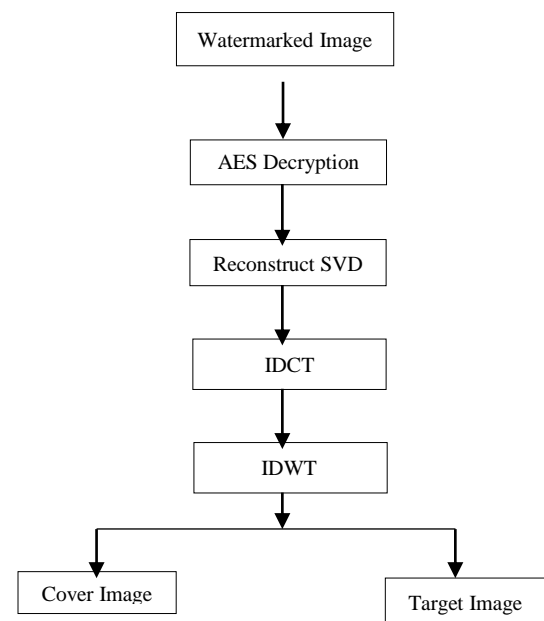 Watermarked Image
AES Decryption
Reconstruct SVD
IDCT
IDWT
Cover Image
Target Image